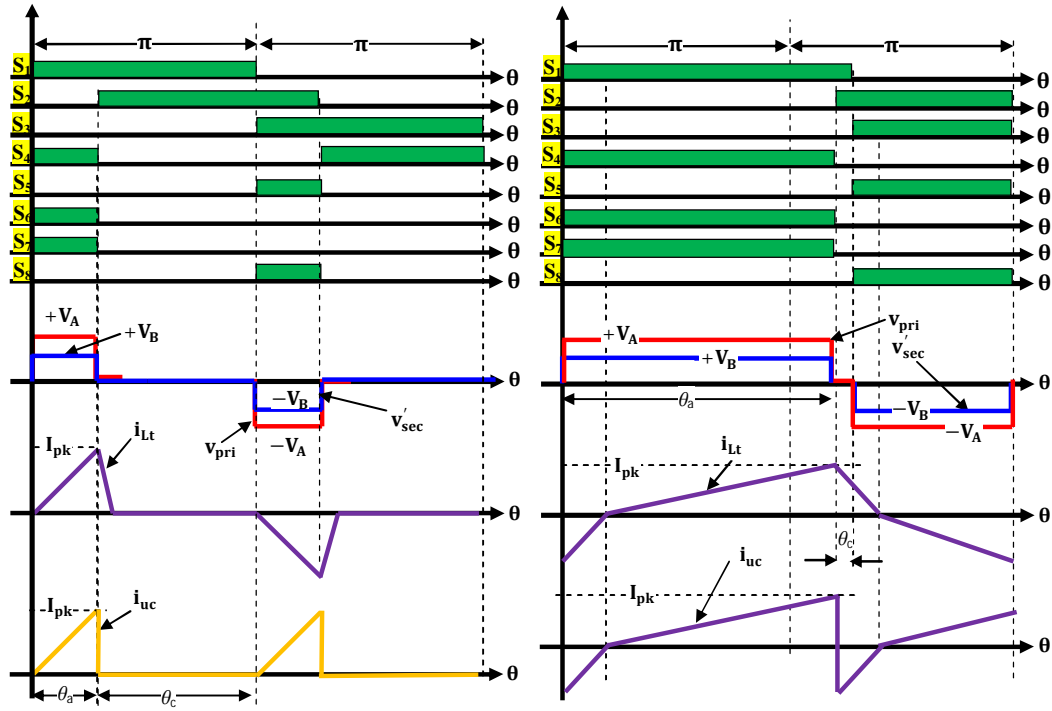 π π
S1 θ
S2 θ
S3 θ
S4 θ
S5 θ
S6 θ
S7 θ
S8 θ
+VA
+VB
θ
−VB
v'sec
vpri
−VA
Ipk
iLt
θ
Ipk
iuc
θ
θa θc
π π
S1 θ
S2 θ
S3 θ
S4 θ
S5 θ
S6 θ
S7 θ
S8 θ
+VA
vpri
v'sec
+VB
θ
θa
−VB
−VA
iLt
Ipk
θ
θc
iuc
Ipk
θ